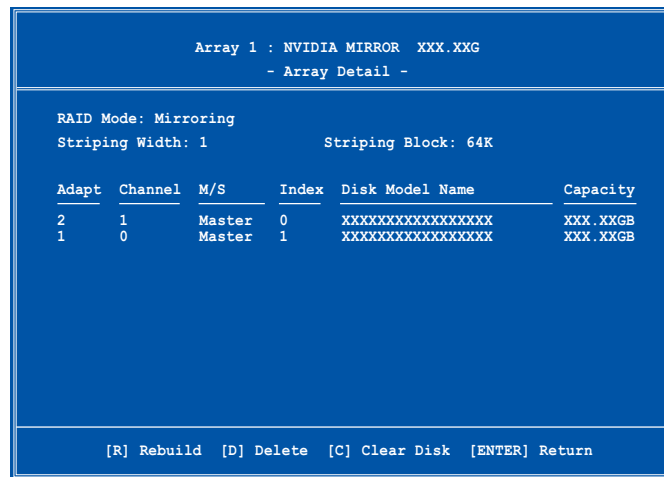 Array 1 : NVIDIA MIRROR XXX.XXG
- Array Detail -
RAID Mode: Mirroring
Striping Width: 1 Striping Block: 64K
Adapt Channel M/S Index Disk Model Name Capacity
2 1 Master 0 XXXXXXXXXXXXXXXXX XXX.XXGB
1 0 Master 1 XXXXXXXXXXXXXXXXX XXX.XXGB
[R] Rebuild [D] Delete [C] Clear Disk [ENTER] Return